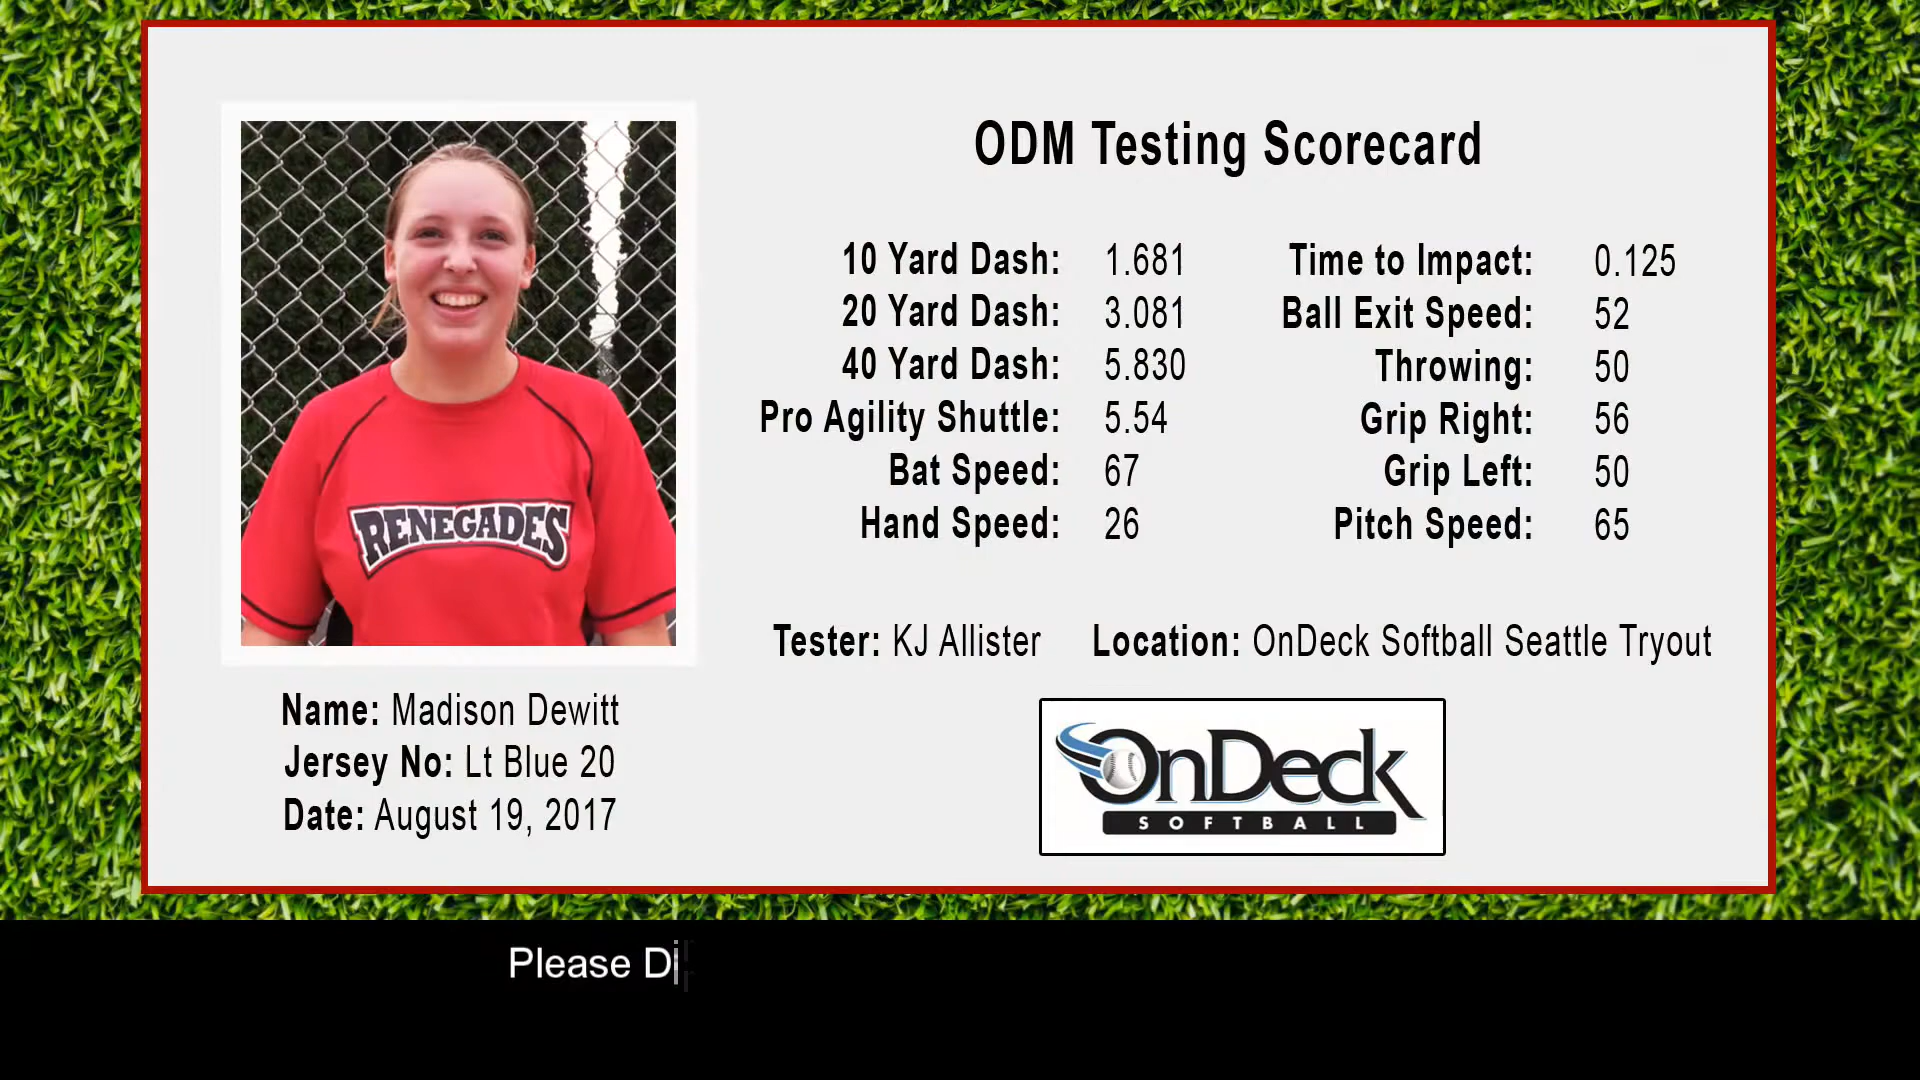 ODM Testing Scorecard
10 Yard Dash: 1.681
20 Yard Dash: 3.081
40 Yard Dash: 5.830
Pro Agility Shuttle: 5.54
Bat Speed: 67
Hand Speed: 26
Time to Impact: 0.125
Ball Exit Speed: 52
Throwing: 50
Grip Right: 56
Grip Left: 50
Pitch Speed: 65
Tester: KJ Allister Location: OnDeck Softball Seattle Tryout
RENEGADES
Name: Madison Dewitt
Jersey No: Lt Blue 20
Date: August 19, 2017
OnDeck
SOFTBALL
Please Di